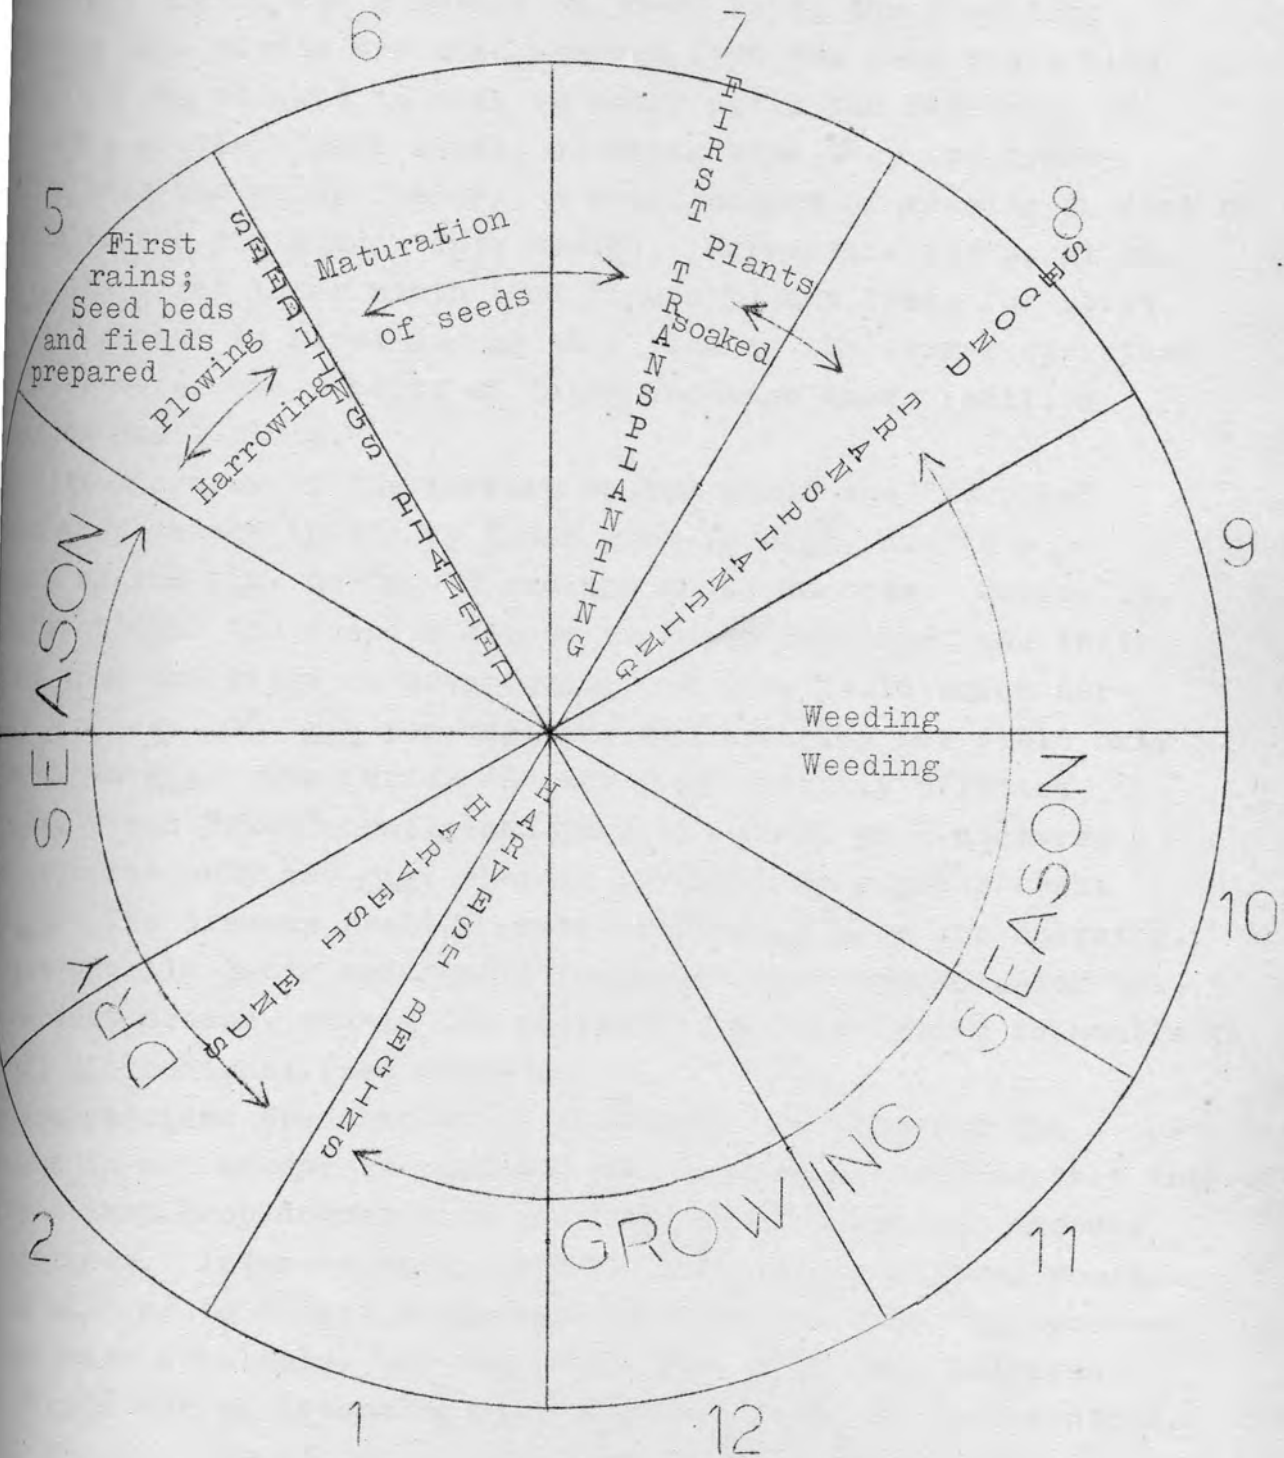 6
7
5
8
First
rains;
Seed beds
and fields
prepared
Plowing
Harrowing
SEEDLINGS PLANTED
Maturation
of seeds
FIRST TRANSPLANTING
Plants
soaked
SECOND TRANSPLANTING
9
Weeding
Weeding
10
GROWING SEASON
11
12
HARVEST BEGINS
1
HARVEST ENDS
2
DRY SEASON